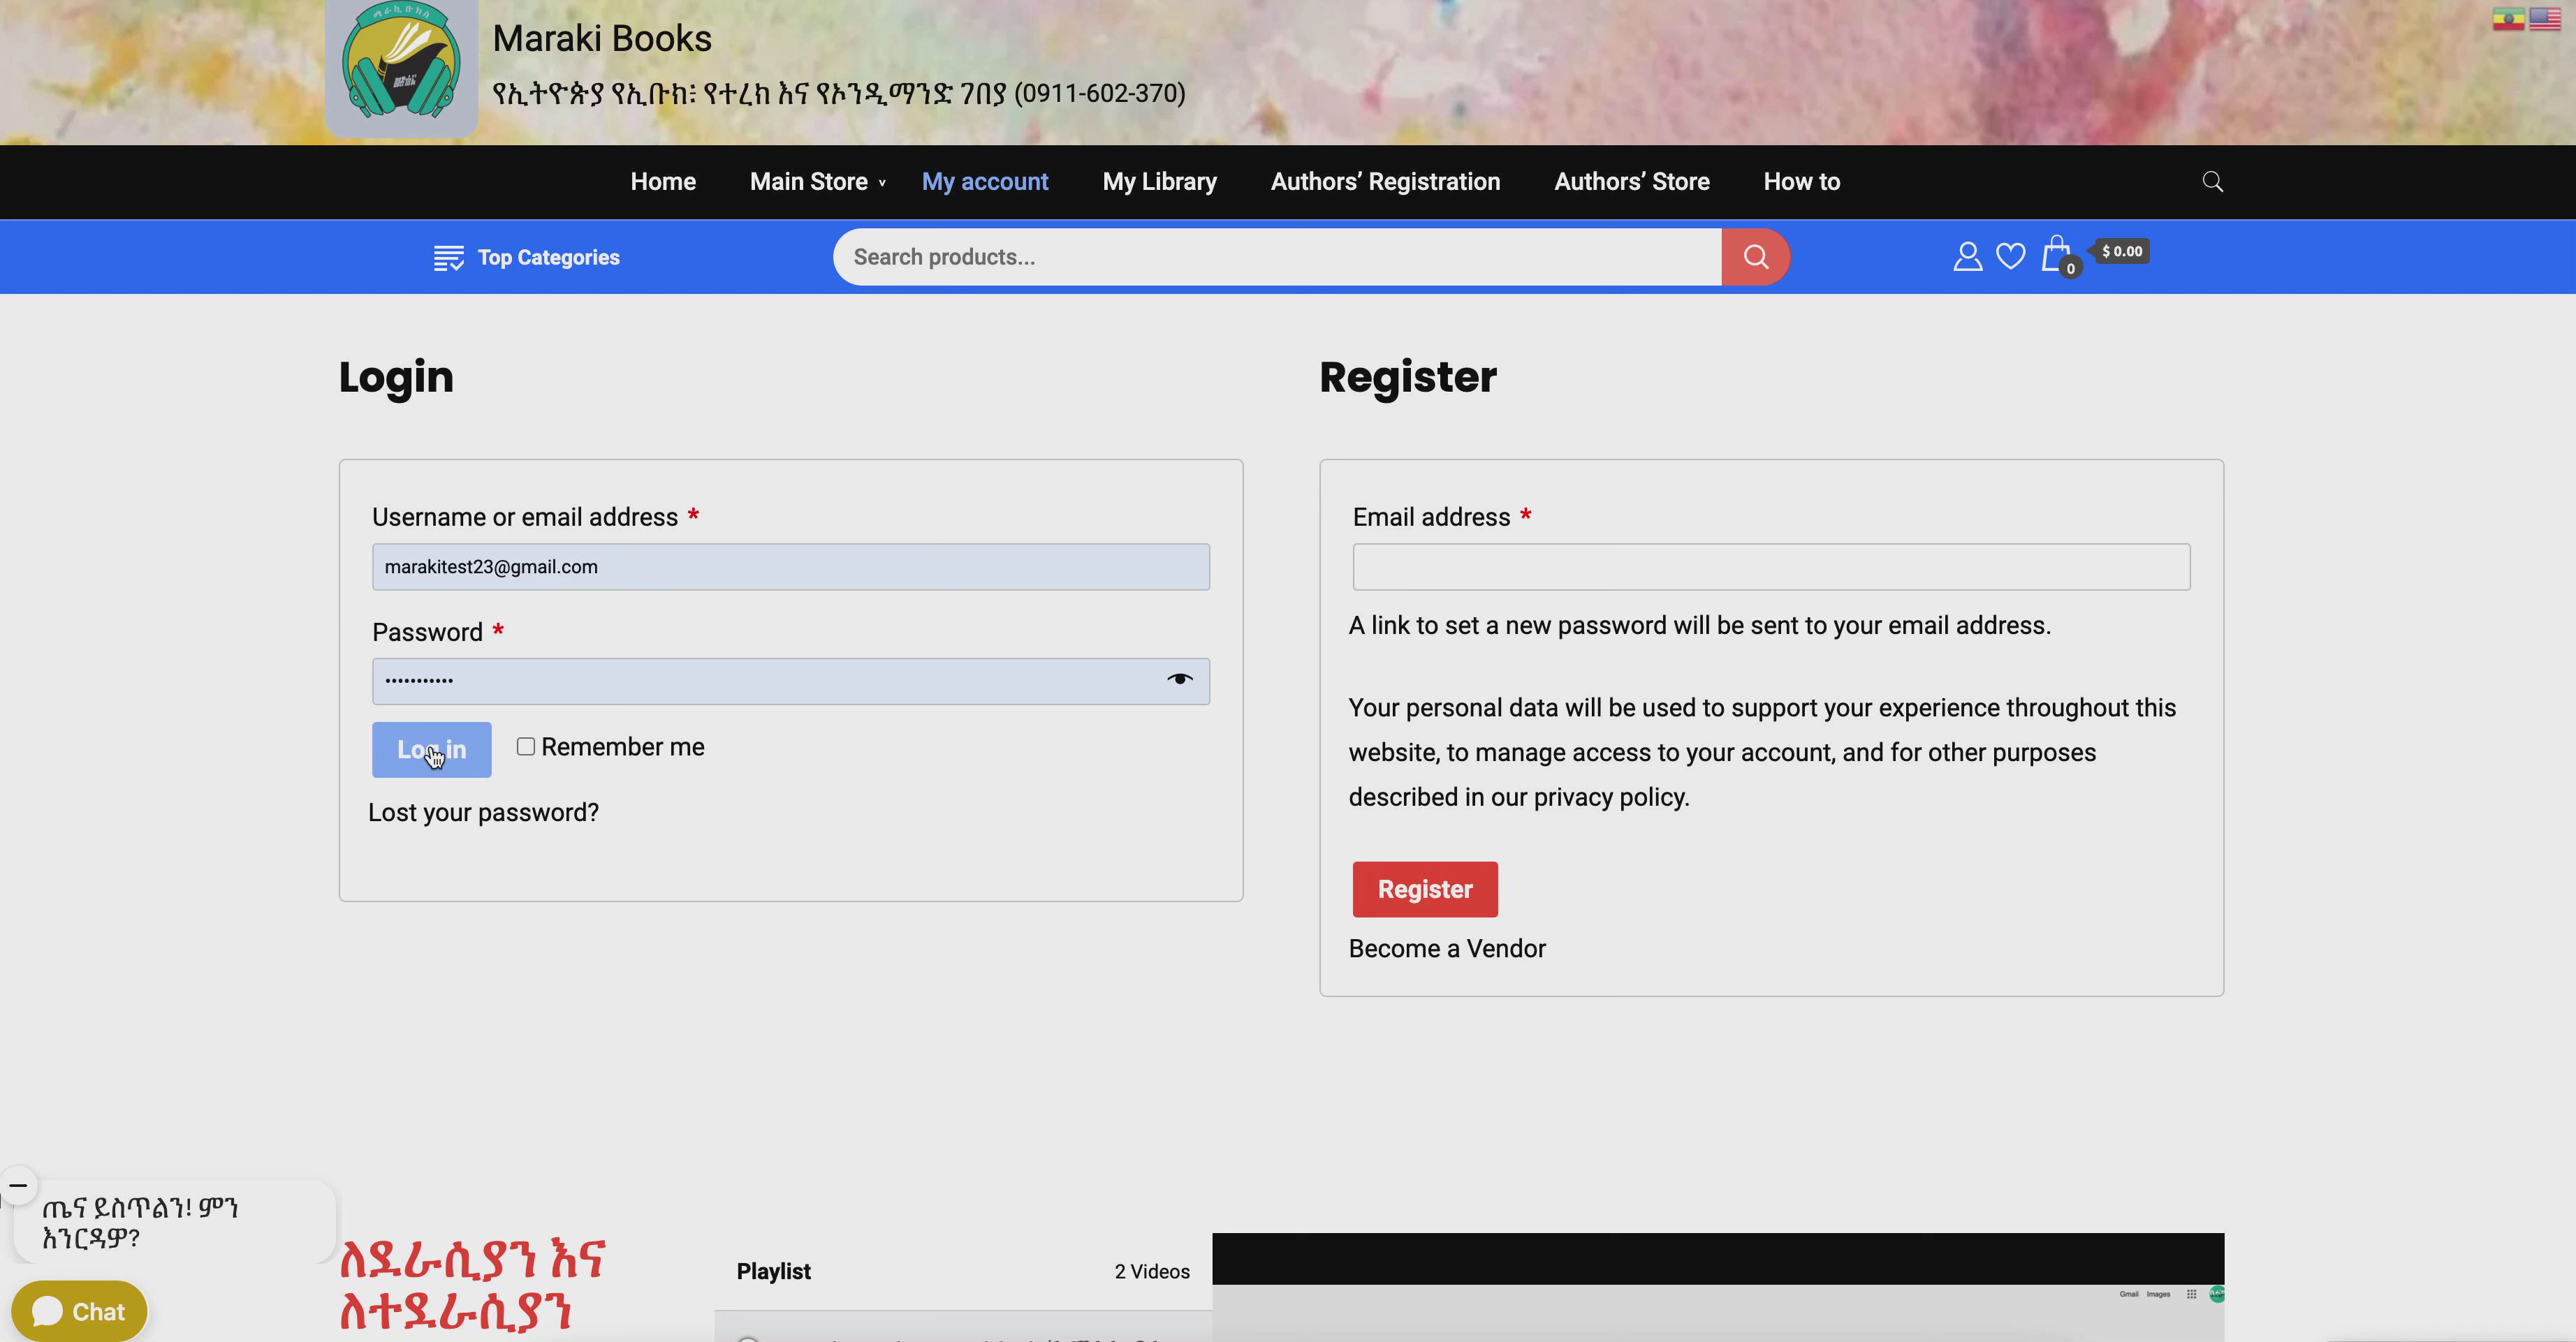 ማራኪ ቡክስ
Maraki Books
የኢትዮጵያ የኢቡክ፣ የተረክ እና የኦንዲማንድ ገበያ (0911-602-370)
Home Main Store v My account My Library Authors’ Registration Authors’ Store How to
Top Categories
Search products...
0
$ 0.00
Login
Register
Username or email address *
marakitest23@gmail.com
Password *
•••••••••••
Log in
Remember me
Lost your password?
Email address *
A link to set a new password will be sent to your email address.
Your personal data will be used to support your experience throughout this
website, to manage access to your account, and for other purposes
described in our privacy policy.
Register
Become a Vendor
ጤና ይስጥልን! ምን
እንርዳዎ?
Chat
ለደራሲያን እና
ለተደራሲያን
Playlist
2 Videos
Gmail Images